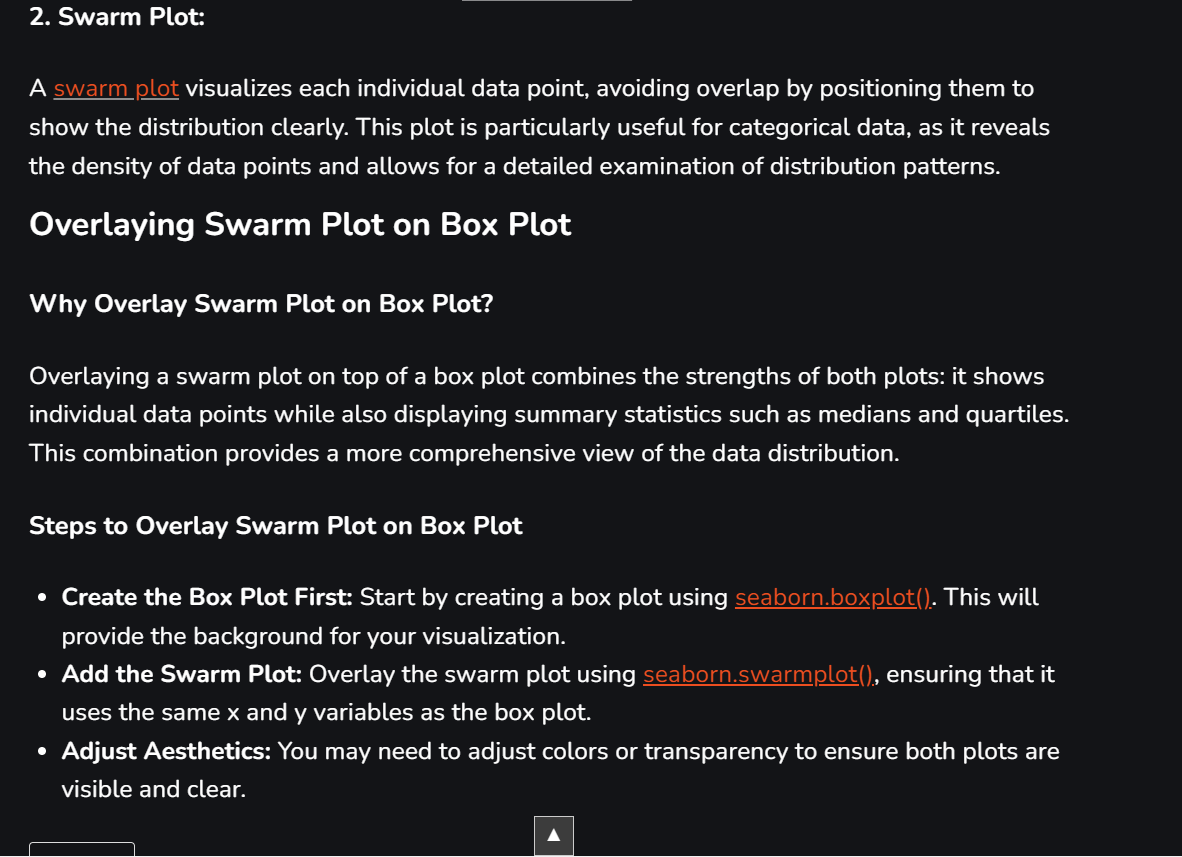 2. Swarm Plot:
A swarm plot visualizes each individual data point, avoiding overlap by positioning them to
show the distribution clearly. This plot is particularly useful for categorical data, as it reveals
the density of data points and allows for a detailed examination of distribution patterns.
Overlaying Swarm Plot on Box Plot
Why Overlay Swarm Plot on Box Plot?
Overlaying a swarm plot on top of a box plot combines the strengths of both plots: it shows
individual data points while also displaying summary statistics such as medians and quartiles.
This combination provides a more comprehensive view of the data distribution.
Steps to Overlay Swarm Plot on Box Plot
• Create the Box Plot First: Start by creating a box plot using seaborn.boxplot(). This will
provide the background for your visualization.
• Add the Swarm Plot: Overlay the swarm plot using seaborn.swarmplot(), ensuring that it
uses the same x and y variables as the box plot.
• Adjust Aesthetics: You may need to adjust colors or transparency to ensure both plots are
visible and clear.